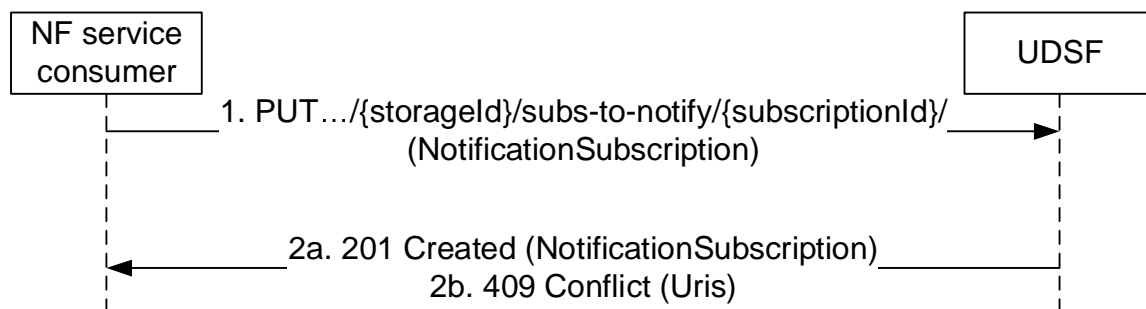 NF service
consumer
UDSF
1. PUT…/{storageId}/subs-to-notify/{subscriptionId}/
(NotificationSubscription)
2a. 201 Created (NotificationSubscription)
2b. 409 Conflict (Uris)